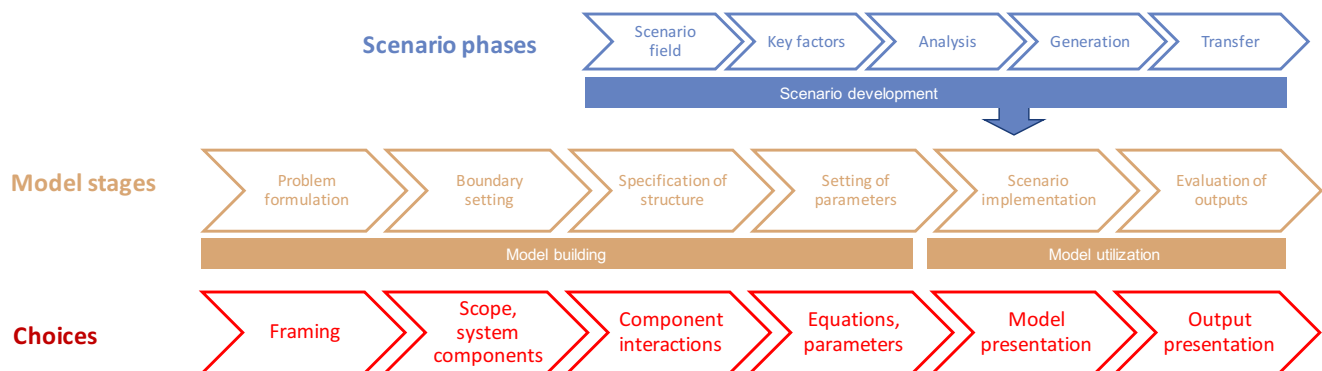 Scenario phases
Scenario
field
Key factors
Analysis
Generation
Transfer
Scenario development
Model stages
Problem
formulation
Boundary
setting
Specification of
structure
Setting of
parameters
Scenario
implementation
Evaluation of
outputs
Model building
Model utilization
Choices
Framing
Scope,
system
components
Component
interactions
Equations,
parameters
Model
presentation
Output
presentation